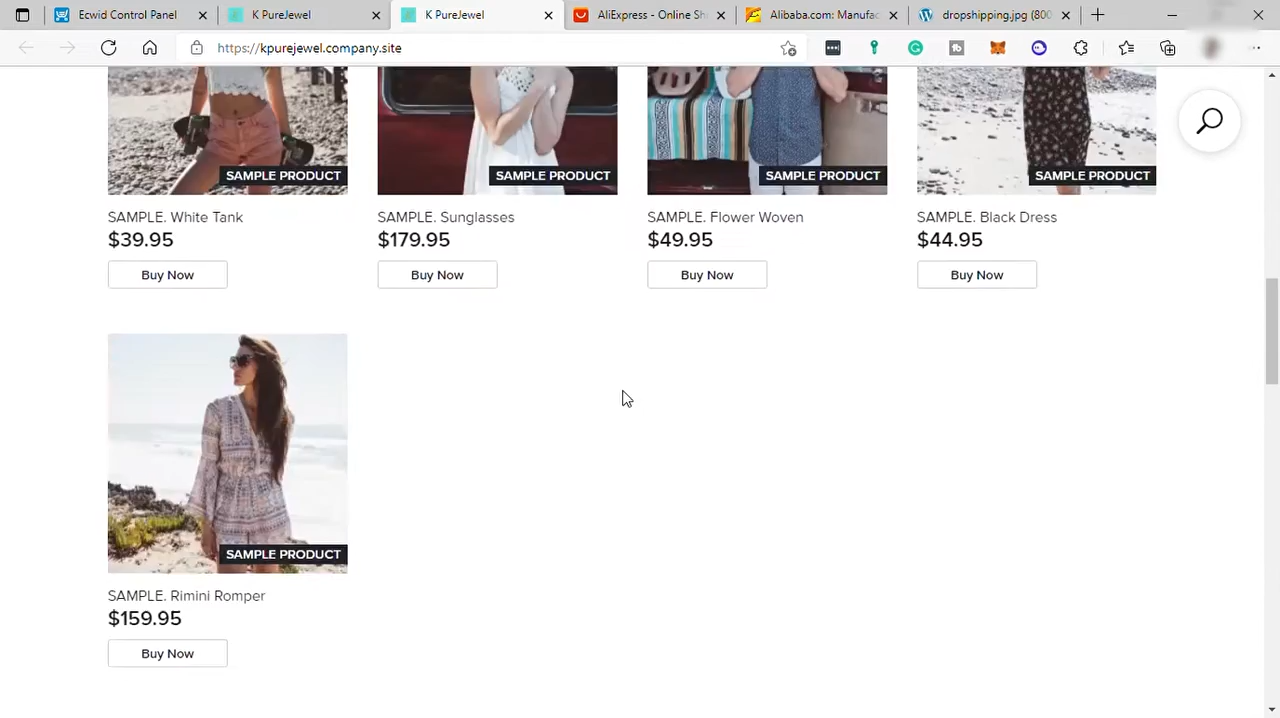 Ecwid Control Panel
K PureJewel
K PureJewel
AliExpress - Online Sh
Alibaba.com: Manufac
dropshipping.jpg (800
https://kpurejewel.company.site
SAMPLE PRODUCT
SAMPLE PRODUCT
SAMPLE PRODUCT
SAMPLE PRODUCT
SAMPLE. White Tank
$39.95
Buy Now
SAMPLE. Sunglasses
$179.95
Buy Now
SAMPLE. Flower Woven
$49.95
Buy Now
SAMPLE. Black Dress
$44.95
Buy Now
SAMPLE PRODUCT
SAMPLE. Rimini Romper
$159.95
Buy Now